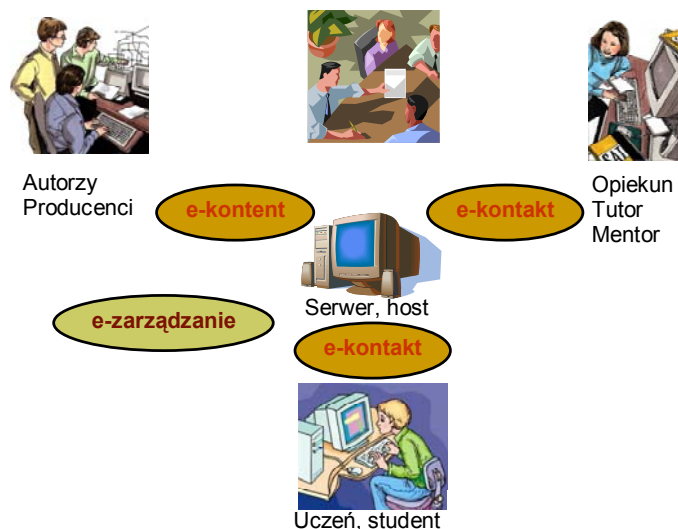 Autorzy
Producenci
e-kontent
e-kontakt
Opiekun
Tutor
Mentor
Serwer, host
e-zarządzanie
e-kontakt
Uczeń, student